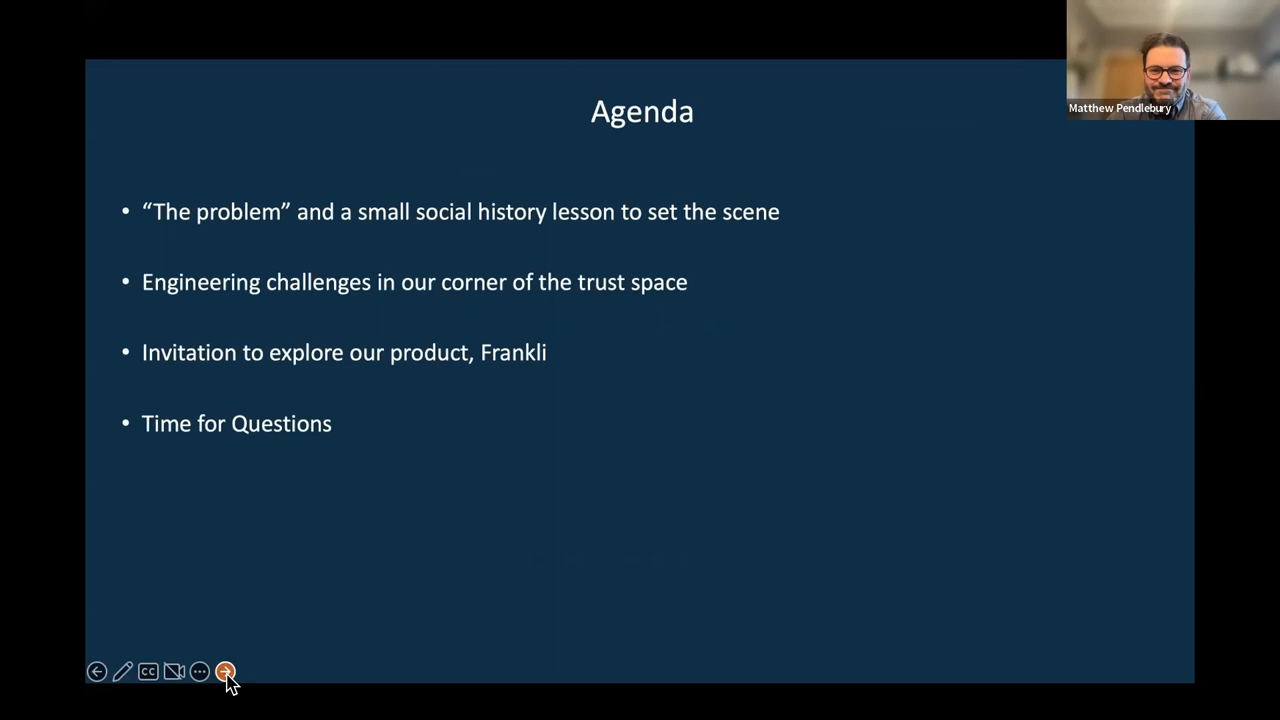 Matthew Pendlebury
Agenda
• “The problem” and a small social history lesson to set the scene
• Engineering challenges in our corner of the trust space
• Invitation to explore our product, Frankli
• Time for Questions
CC